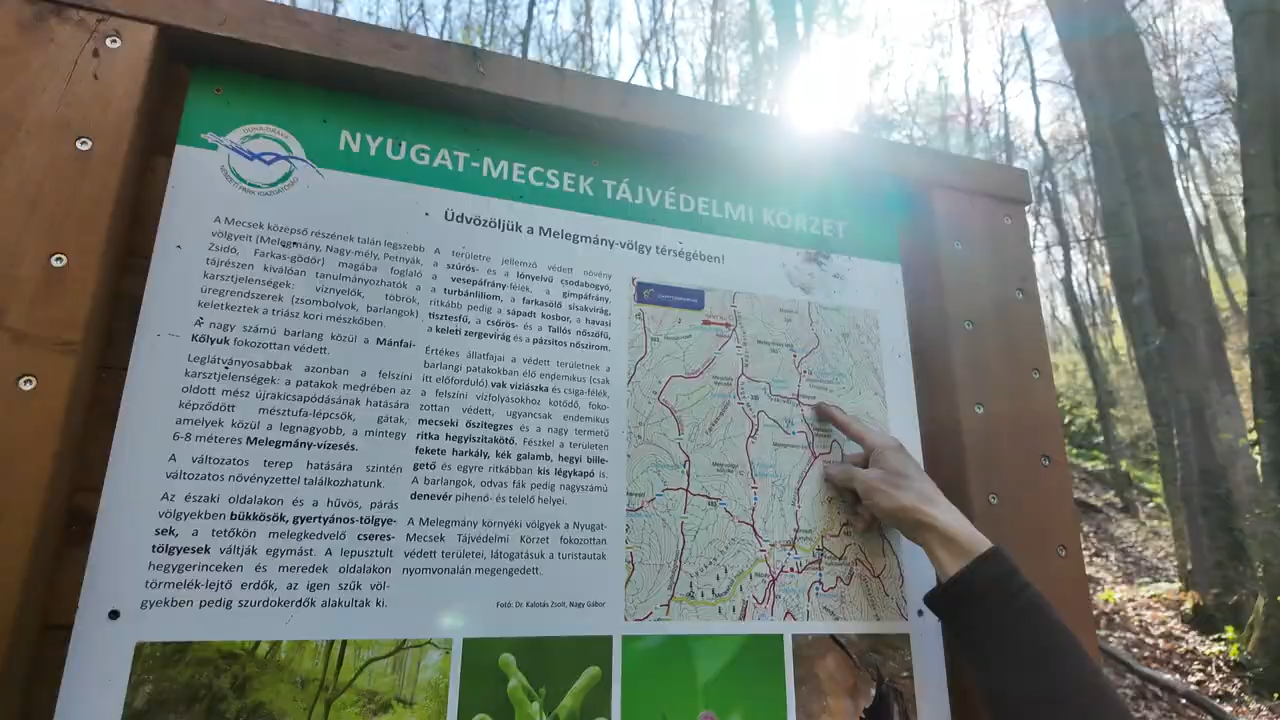 DUNA-DRÁVA
NEMZETI PARK IGAZGATÓSÁG
NYUGAT-MECSEK TÁJVÉDELMI KÖRZET
Üdvözöljük a Melegmány-völgy térségében!
A Mecsek középső részének talán legszebb
völgyeit (Melegmány, Nagy-mély, Petnyák,
Zsidó, Farkas-gödör) magába foglaló
tájrészen kiválóan tanulmányozhatók a
karsztjelenségek: víznyelők, töbrök,
üregrendszerek (zsombolyok, barlangok)
keletkeztek a triász kori mészkőben.
A nagy számú barlang közül a Mánfai-
Kőlyuk fokozottan védett.
Leglátványosabbak azonban a felszíni
karsztjelenségek: a patakok medrében az
oldott mész újrakicsapódásának hatására
képződött mésztufa-lépcsők, gátak,
amelyek közül a legnagyobb, a mintegy
6-8 méteres Melegmány-vízesés.
A változatos terep hatására szintén
változatos növényzettel találkozhatunk.
Az északi oldalakon és a hűvös, párás
völgyekben bükkösök, gyertyános-tölgye-
sek, a tetőkön melegkedvelő cseres-
tölgyesek váltják egymást. A lepusztult
hegygerinceken és meredek oldalakon
törmelék-lejtő erdők, az igen szűk völ-
gyekben pedig szurdokerdők alakultak ki.
A területre jellemző védett növény
a szúrós- és a lónyelvű csodabogyó,
a vesepáfrány-félék, a gímpáfrány,
a turbánliliom, a farkasölő sisakvirág,
ritkább pedig a sápadt kosbor, a havasi
tisztesfű, a csőrös- és a Tallós nőszőfű,
a keleti zergevirág és a pázsitos nőszirom.
Értékes állatfajai a védett területnek a
barlangi patakokban élő endemikus (csak
itt előforduló) vak víziászka és csiga-félék,
a felszíni vízfolyásokhoz kötődő, foko-
zottan védett, ugyancsak endemikus
mecseki őszitegzes és a nagy termetű
ritka hegyiszitakötő. Fészkel a területen
fekete harkály, kék galamb, hegyi bille-
gető és egyre ritkábban kis légykapó is.
A barlangok, odvas fák pedig nagyszámú
denevér pihenő- és telelő helyei.
A Melegmány környéki völgyek a Nyugat-
Mecsek Tájvédelmi Körzet fokozottan
védett területei, látogatásuk a turistautak
nyomvonalán megengedett.
Fotó: Dr. Kalotás Zsolt, Nagy Gábor